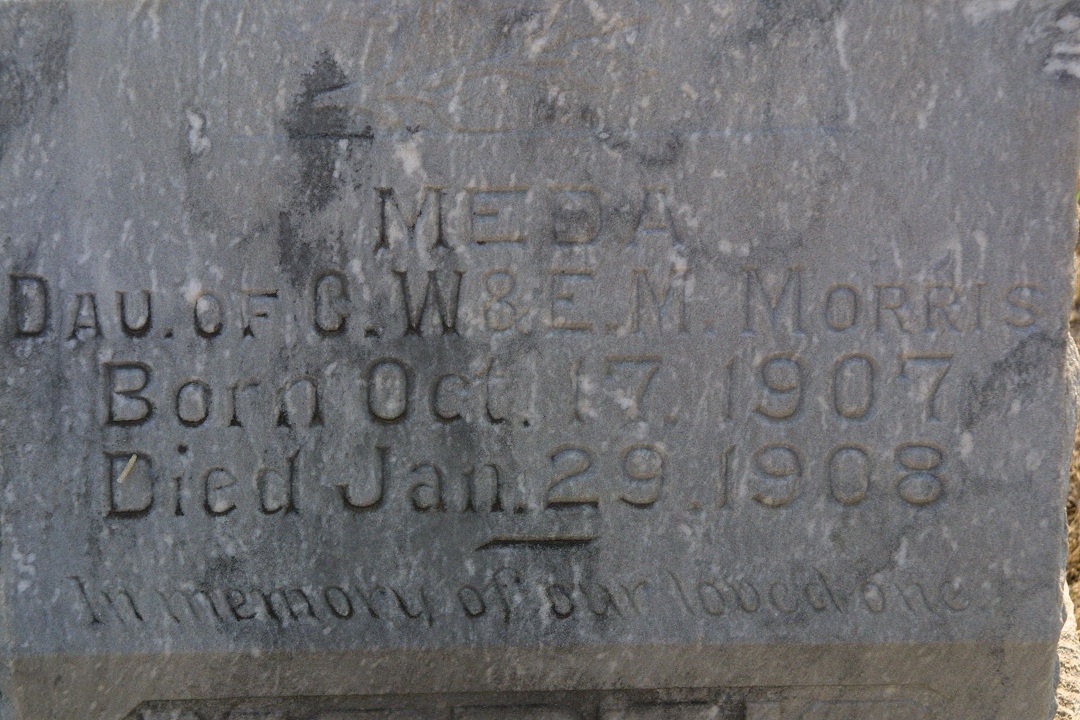 MEDA
DAU. OF C. W & E. M. MORRIS
Born Oct. 17. 1907
Died Jan. 29. 1908
In memory of our loved one.